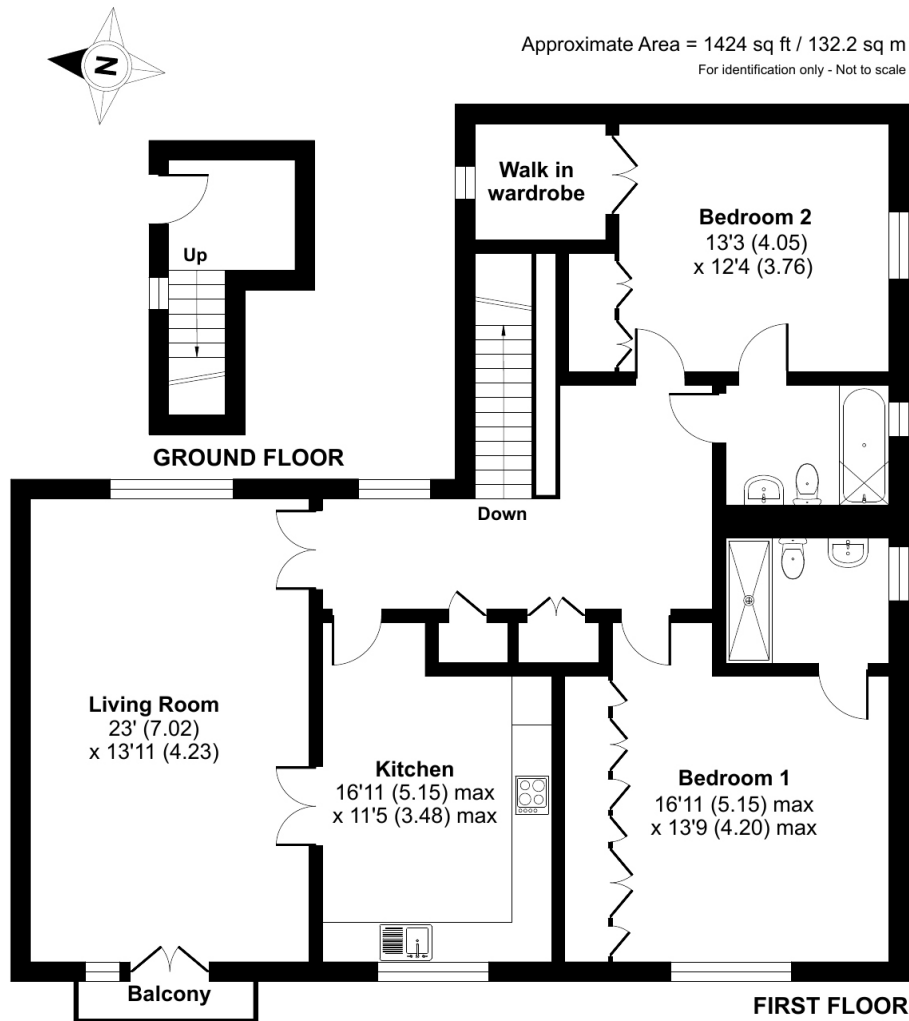 Approximate Area = 1424 sq ft / 132.2 sq m
For identification only - Not to scale
N
Walk in
wardrobe
Bedroom 2
13'3 (4.05)
x 12'4 (3.76)
Up
GROUND FLOOR
Down
Living Room
23' (7.02)
x 13'11 (4.23)
Kitchen
16'11 (5.15) max
x 11'5 (3.48) max
Bedroom 1
16'11 (5.15) max
x 13'9 (4.20) max
Balcony
FIRST FLOOR